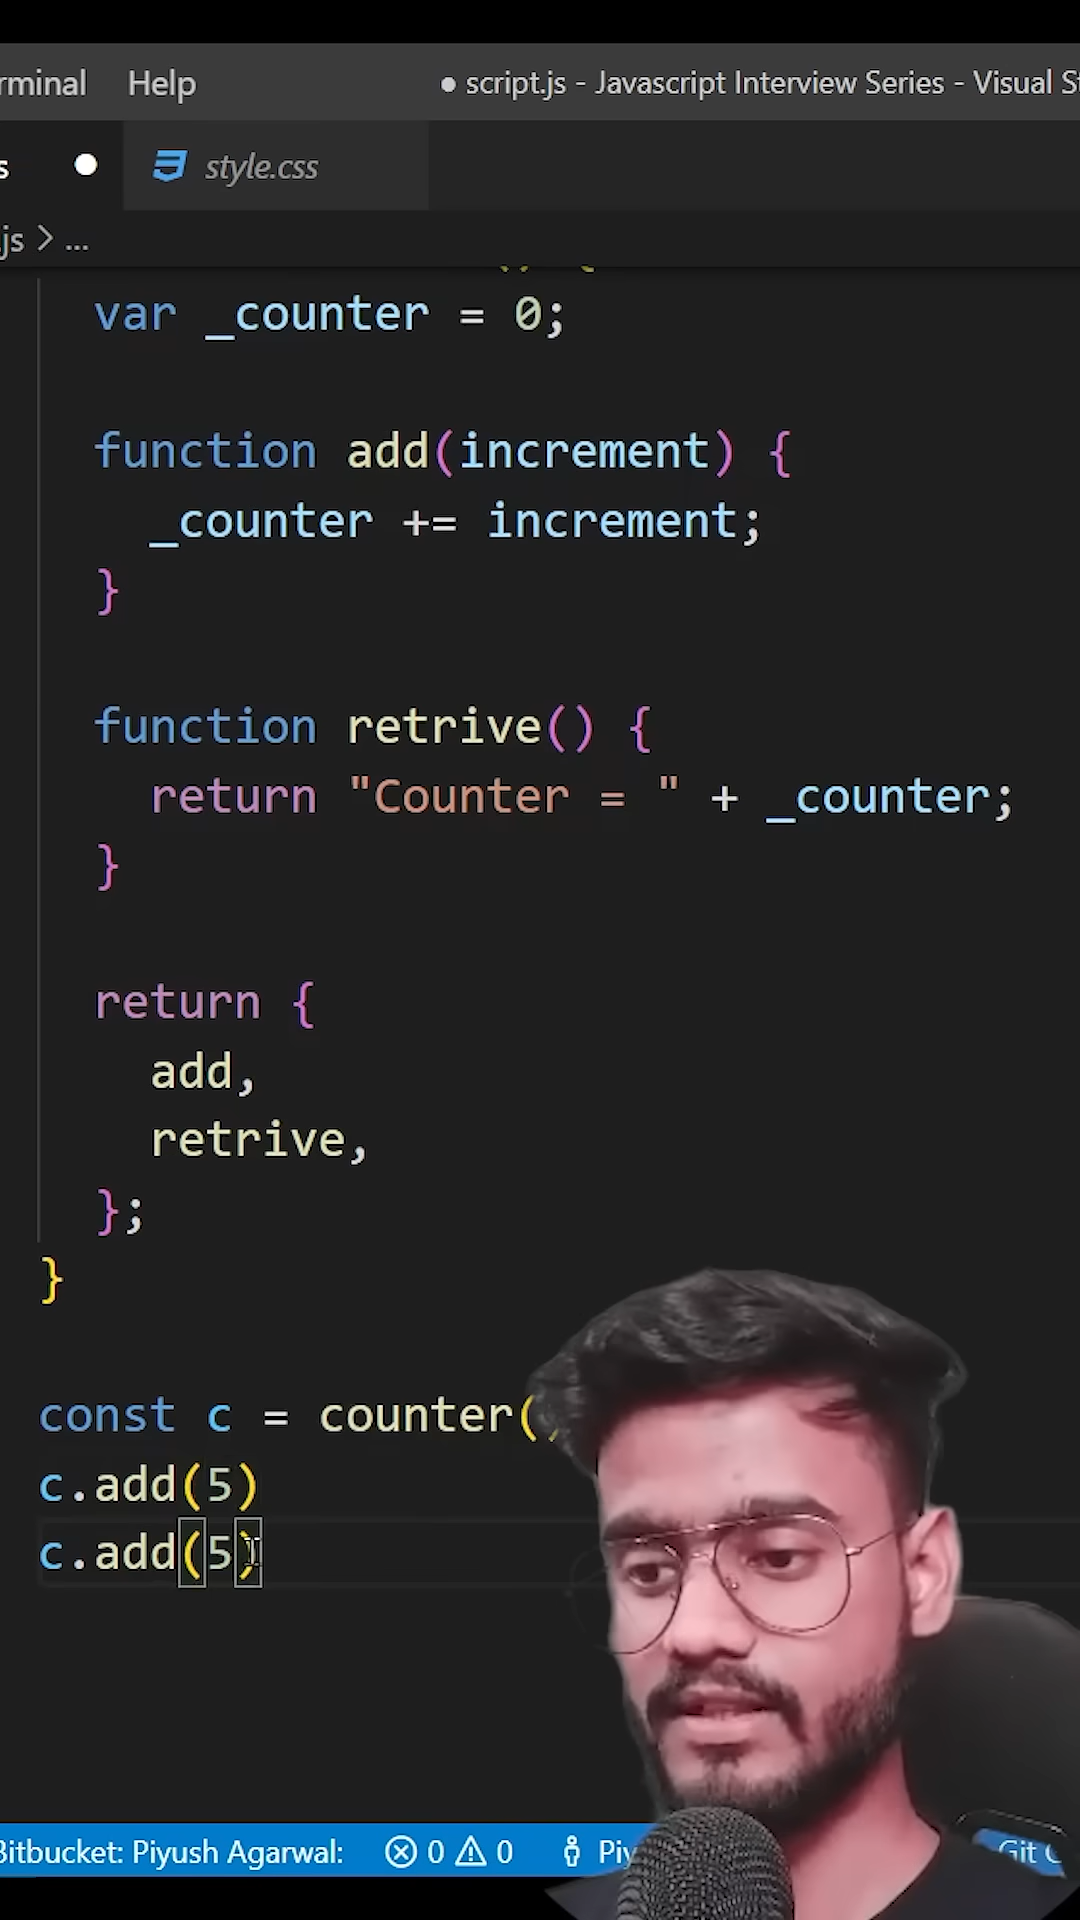 rminal Help ● script.js - Javascript Interview Series - Visual St
s ● style.css
.js > ...
() {
var _counter = 0;
function add(increment) {
_counter += increment;
}
function retrive() {
return "Counter = " + _counter;
}
return {
add,
retrive,
};
}
const c = counter()
c.add(5)
c.add(5)
Bitbucket: Piyush Agarwal: 0 0 Piy Git